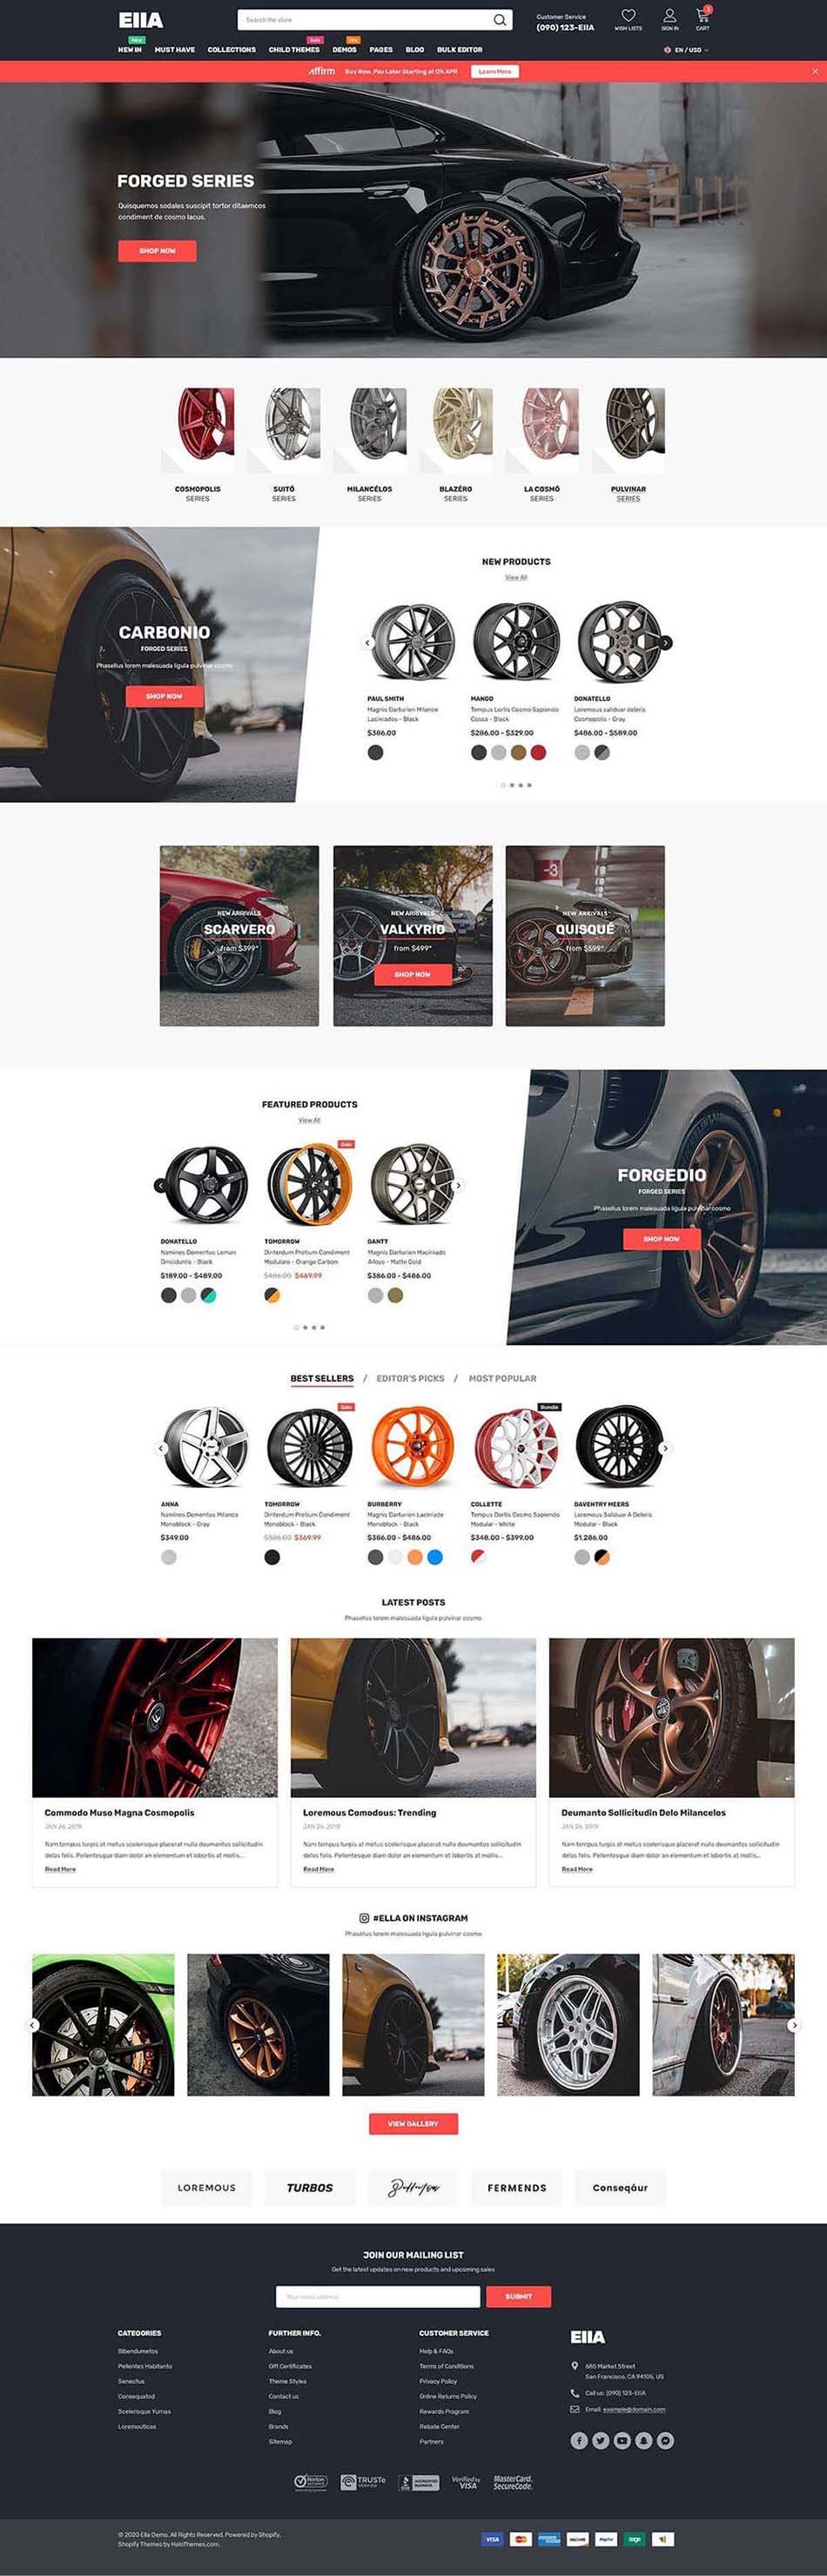 EllA
Search the store
Customer Service
(090) 123-EllA
WISH LISTS
SIGN IN
CART
3
New
Sale
Hot
NEW IN
MUST HAVE
COLLECTIONS
CHILD THEMES
DEMOS
PAGES
BLOG
BULK EDITOR
EN / USD
affirm Buy Now, Pay Later Starting at 0% APR
Learn More
FORGED SERIES
Quisquemos sodales suscipit tortor ditaemcos
condiment de cosmo lacus.
SHOP NOW
COSMOPOLIS
SERIES
SUITÓ
SERIES
MILANCÉLOS
SERIES
BLAZÉRO
SERIES
LA COSMÓ
SERIES
PULVINAR
SERIES
CARBONIO
FORGED SERIES
Phasellus lorem malesuada ligula pulvinar cosmo
SHOP NOW
NEW PRODUCTS
View All
PAUL SMITH
Magnis Darturien Milance
Laciniados - Black
$386.00
MANGO
Tempus Lortis Cosmo Sapiendo
Cossa - Black
$286.00 - $329.00
DONATELLO
Loremous saliduar deleris
Cosmopolis - Gray
$486.00 - $589.00
NEW ARRIVALS
SCARVERO
from $399*
NEW ARRIVALS
VALKYRIO
from $499*
SHOP NOW
-3
NEW ARRIVALS
QUISQUE
from $599*
FEATURED PRODUCTS
View All
DONATELLO
Namines Dementus Leman
Dincidunto - Black
$189.00 - $489.00
Sale
TOMORROW
Dinterdum Pretium Condiment
Modulare - Orange Carbon
$486.00 $469.99
GANTT
Magnis Darturien Maciniado
Alloyo - Matte Gold
$386.00 - $486.00
FORGEDIO
FORGED SERIES
Phasellus lorem malesuada ligula pulvinar cosmo
SHOP NOW
BEST SELLERS / EDITOR'S PICKS / MOST POPULAR
ANNA
Namines Dementus Milance
Monoblock - Gray
$349.00
Sale
TOMORROW
Dinterdum Pretium Condiment
Monoblock - Black
$386.00 $369.99
BURBERRY
Magnis Darturien Laciniade
Monoblock - Black
$386.00 - $486.00
Bundle
COLLETTE
Tempus Dortis Cosmo Sapiendo
Modular - White
$348.00 - $399.00
DAVENTRY MEERS
Loremous Saliduar A Deleris
Modular - Black
$1,286.00
LATEST POSTS
Phasellus lorem malesuada ligula pulvinar cosmo
Commodo Muso Magna Cosmopolis
JAN 26, 2019
Nam tempus turpis at metus scelerisque placerat nulla deumantos sollicitudin
delos felis. Pellentesque diam dolor an elementum et lobortis at mollis...
Read More
Loremous Comodous: Trending
JAN 26, 2019
Nam tempus turpis at metus scelerisque placerat nulla deumantos sollicitudin
delos felis. Pellentesque diam dolor an elementum et lobortis at mollis...
Read More
Deumanto Sollicitudin Delo Milancelos
JAN 26, 2019
Nam tempus turpis at metus scelerisque placerat nulla deumantos sollicitudin
delos felis. Pellentesque diam dolor an elementum et lobortis at mollis...
Read More
#ELLA ON INSTAGRAM
Phasellus lorem malesuada ligula pulvinar cosmo
VIEW GALLERY
LOREMOUS
TURBOS
FERMENDS
Conseqáur
JOIN OUR MAILING LIST
Get the latest updates on new products and upcoming sales
Your email address
SUBMIT
CATEGORIES
Bibendumetos
Pellentes Habitanto
Senectus
Consequatod
Scelerisque Yurnas
Loremouticas
FURTHER INFO.
About us
Gift Certificates
Theme Styles
Contact us
Blog
Brands
Sitemap
CUSTOMER SERVICE
Help & FAQs
Terms of Conditions
Privacy Policy
Online Returns Policy
Rewards Program
Rebate Center
Partners
EllA
685 Market Street
San Francisco, CA 94105, US
Call us: (090) 123-EllA
Email: example@domain.com
Norton
TRUSTe
ACCREDITED
BUSINESS
Verified by
VISA
MasterCard.
SecureCode.
© 2020 Ella Demo. All Rights Reserved. Powered by Shopify.
Shopify Themes by HaloThemes.com.
VISA
PayPal